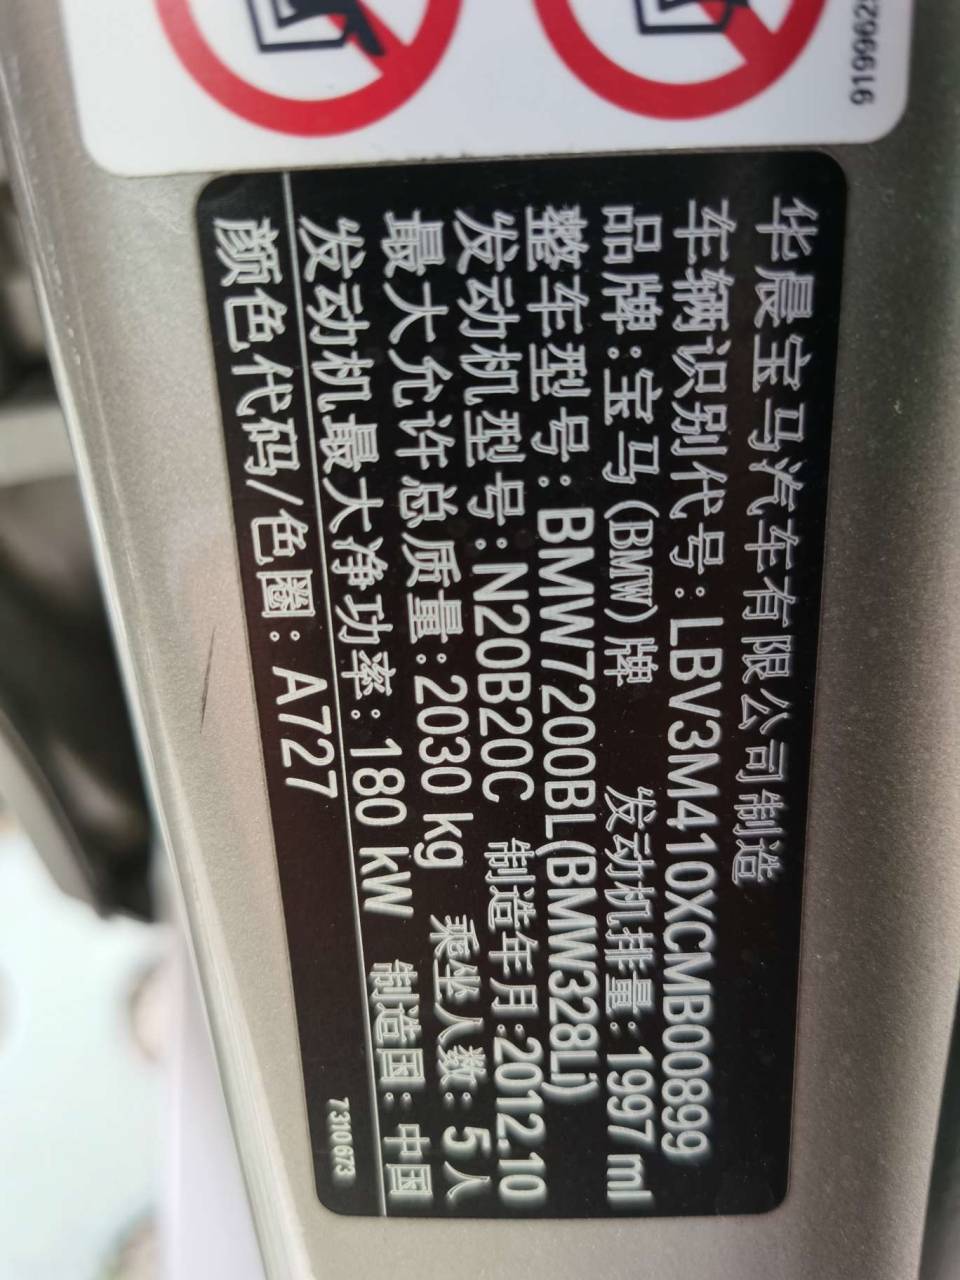 9199629
华晨宝马汽车有限公司制造
车辆识别代号:LBV3M410XCMB00899
品牌:宝马(BMW)牌 发动机排量:1997 ml
整车型号:BMW7200BL(BMW328Li)
发动机型号:N20B20C 制造年月:2012.10
最大允许总质量:2030 kg 乘坐人数:5人
发动机最大净功率:180 kW 制造国:中国
颜色代码/色圈:A727
7310673